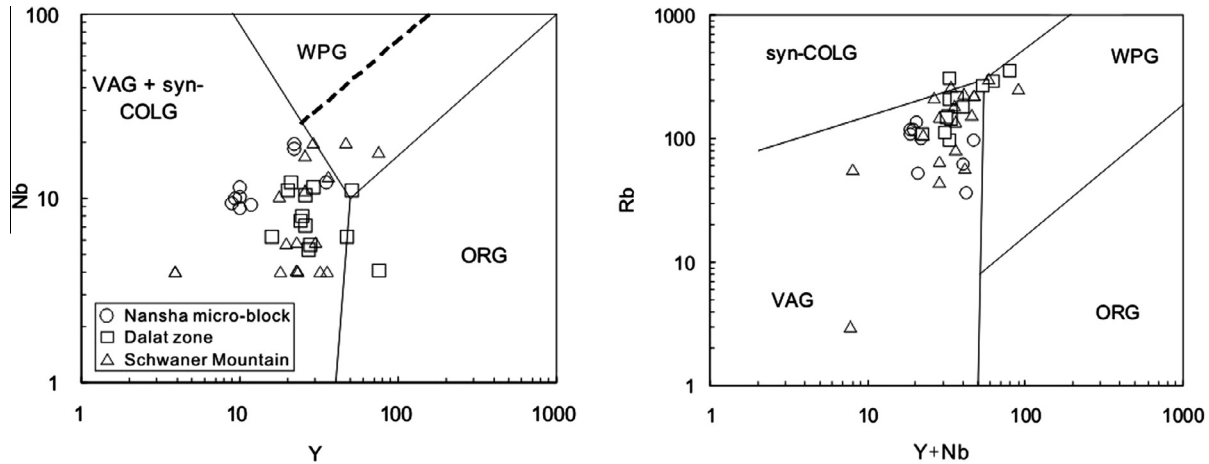 100
10
1
Nb
WPG
VAG + syn-
COLG
ORG
Nansha micro-block
Dalat zone
Schwaner Mountain
1
10
100
1000
Y
1000
100
10
1
Rb
syn-COLG
WPG
VAG
ORG
1
10
100
1000
Y+Nb